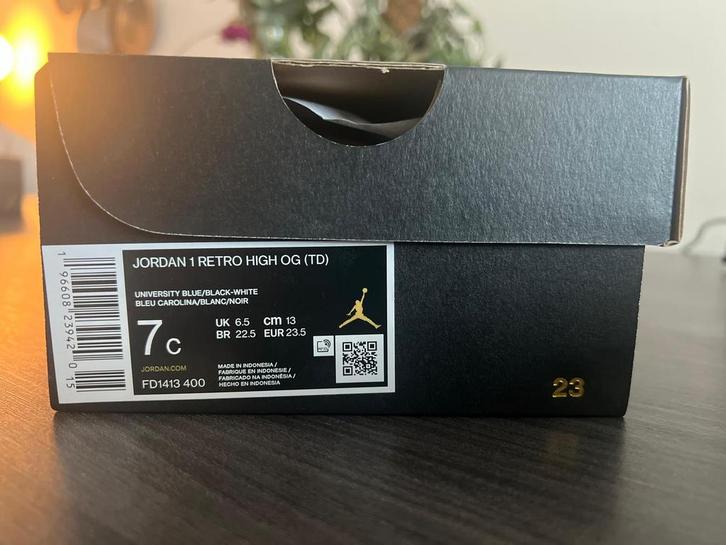 JORDAN 1 RETRO HIGH OG (TD)
UNIVERSITY BLUE/BLACK-WHITE
BLEU CAROLINA/BLANC/NOIR
7C
UK 6.5 cm 13
BR 22.5 EUR 23.5
JORDAN.COM
FD1413 400
MADE IN INDONESIA /
FABRIQUE EN INDONESIE /
FABRICADO NA INDONÉSIA /
HECHO EN INDONESIA
1 96608 23942 0 15
23